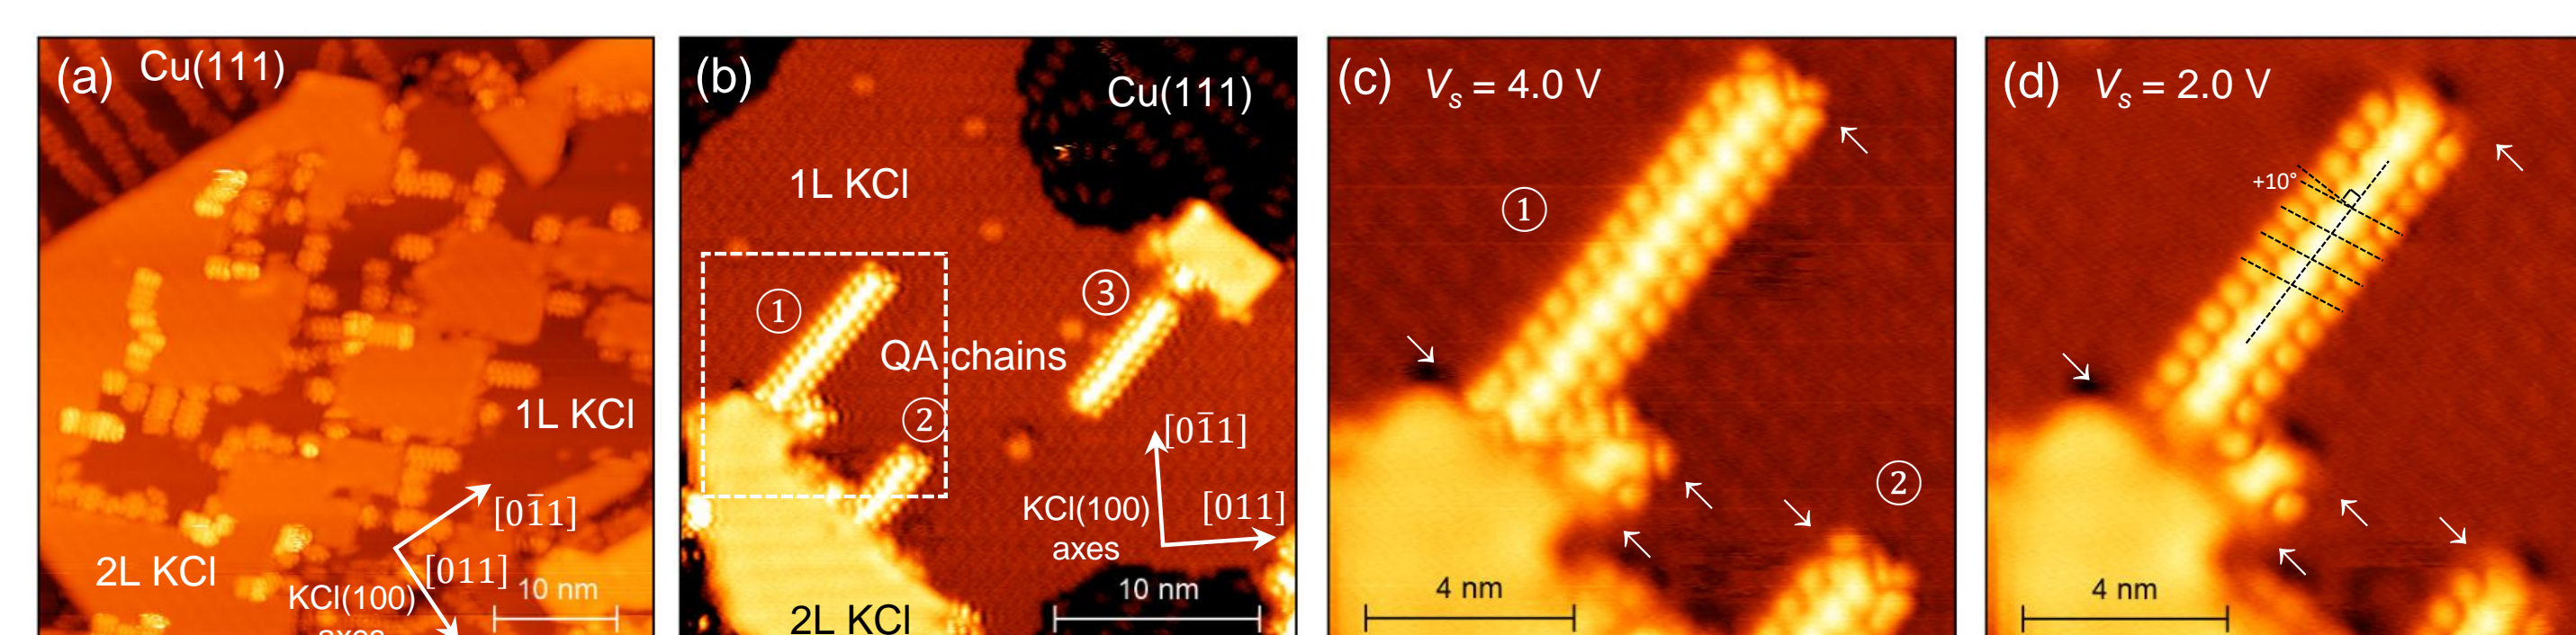 (a) Cu(111)
1L KCl
2L KCl
[01̅1]
[011]
KCl(100)
axes
10 nm
(b)
Cu(111)
1L KCl
①
③
QA chains
②
[01̅1]
KCl(100)
axes
[011]
10 nm
2L KCl
(c) Vs = 4.0 V
①
②
4 nm
(d) Vs = 2.0 V
+10°
4 nm